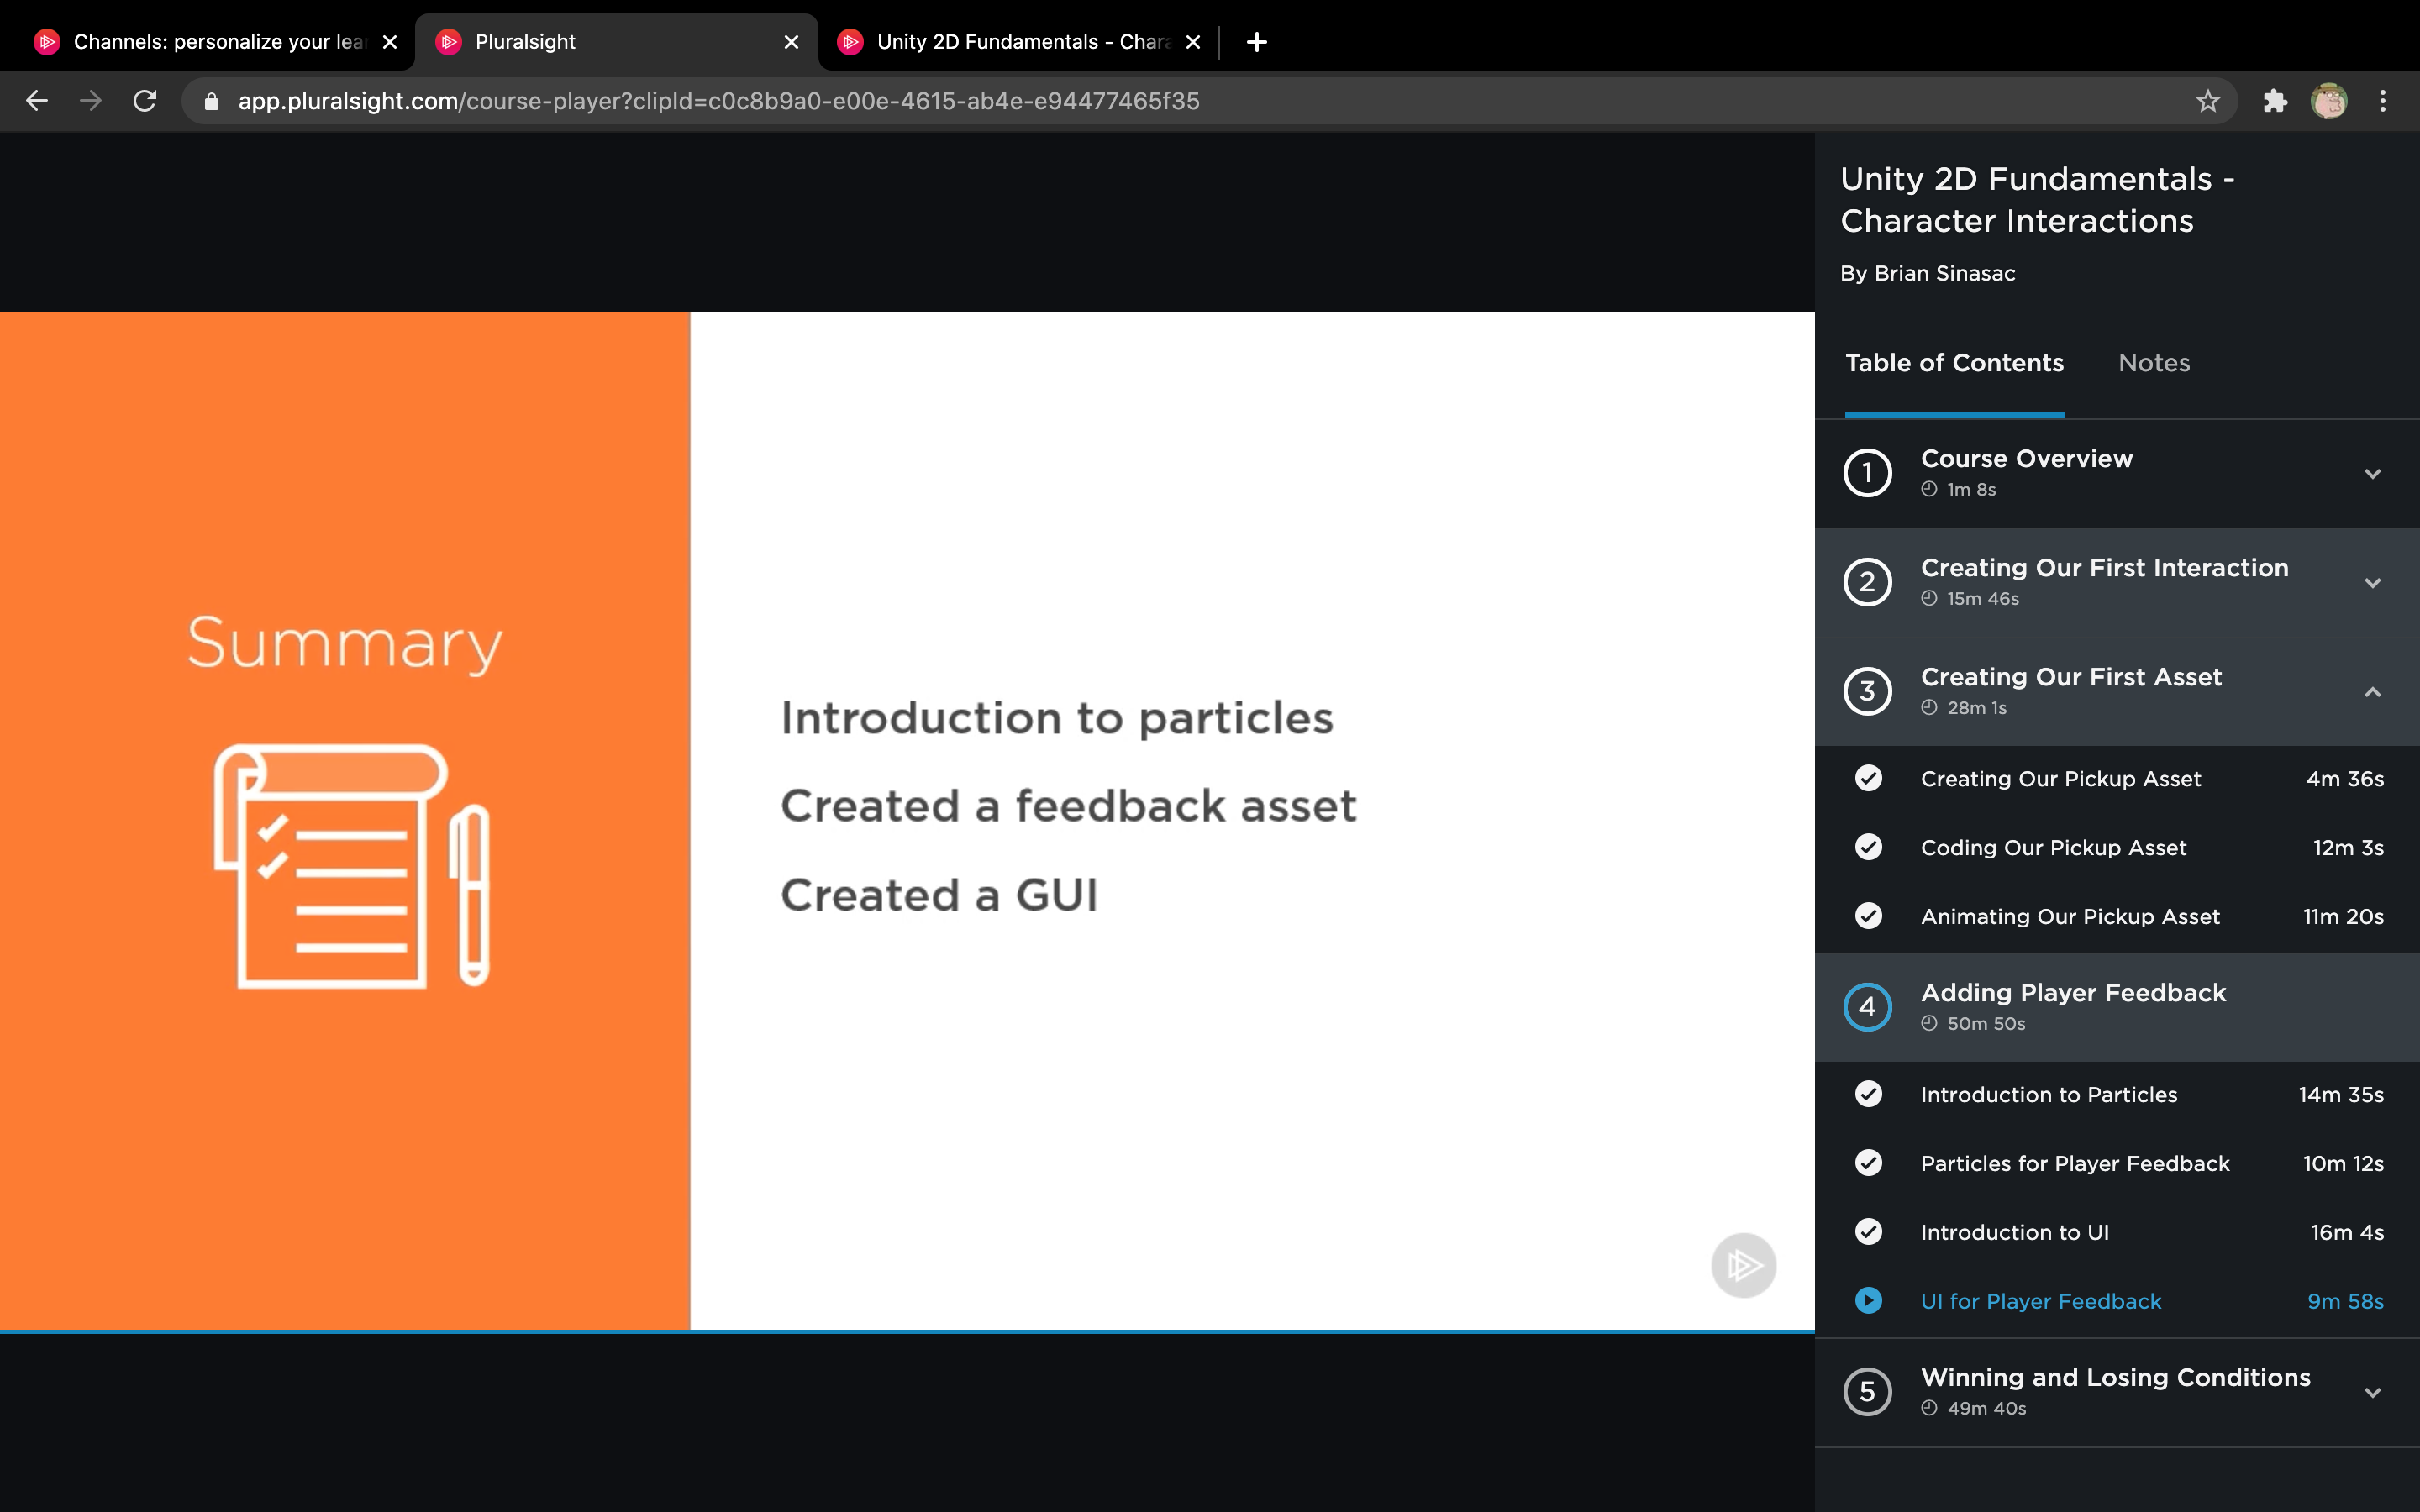 Channels: personalize your lear
Pluralsight
Unity 2D Fundamentals - Chara
app.pluralsight.com/course-player?clipId=c0c8b9a0-e00e-4615-ab4e-e94477465f35
Summary
Introduction to particles
Created a feedback asset
Created a GUI
Unity 2D Fundamentals -
Character Interactions
By Brian Sinasac
Table of Contents
Notes
1 Course Overview
1m 8s
2 Creating Our First Interaction
15m 46s
3 Creating Our First Asset
28m 1s
Creating Our Pickup Asset 4m 36s
Coding Our Pickup Asset 12m 3s
Animating Our Pickup Asset 11m 20s
4 Adding Player Feedback
50m 50s
Introduction to Particles 14m 35s
Particles for Player Feedback 10m 12s
Introduction to UI 16m 4s
UI for Player Feedback 9m 58s
5 Winning and Losing Conditions
49m 40s